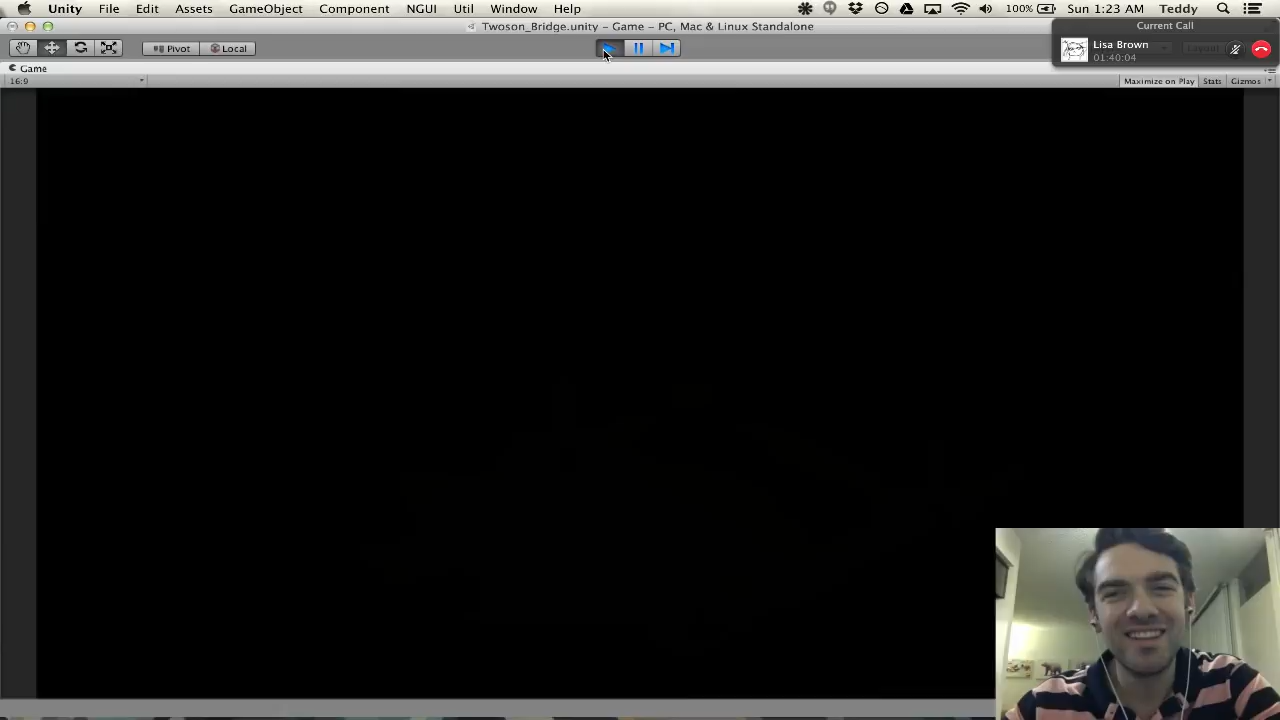 Unity File Edit Assets GameObject Component NGUI Util Window Help 100% Sun 1:23 AM Teddy
Twoson_Bridge.unity – Game – PC, Mac & Linux Standalone
Current Call
Pivot Local
Lisa Brown
01:40:04
Game
16:9 Maximize on Play Stats Gizmos